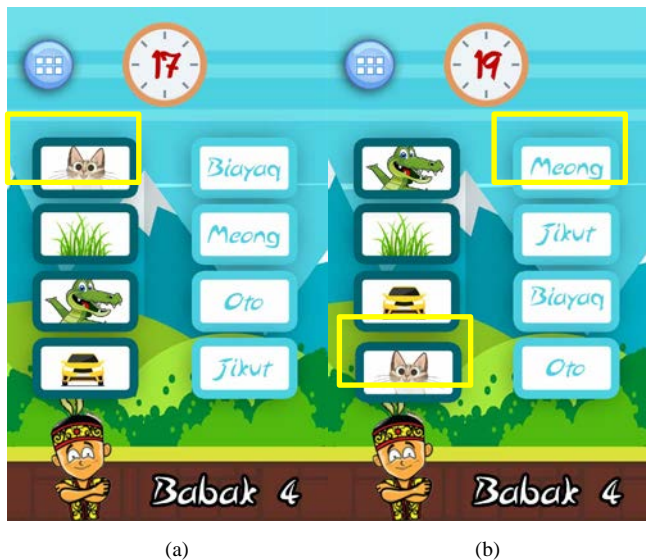 17
Biayaq
Meong
Oto
Jikut
Babak 4
19
Meong
Jikut
Biayaq
Oto
Babak 4
(a)
(b)